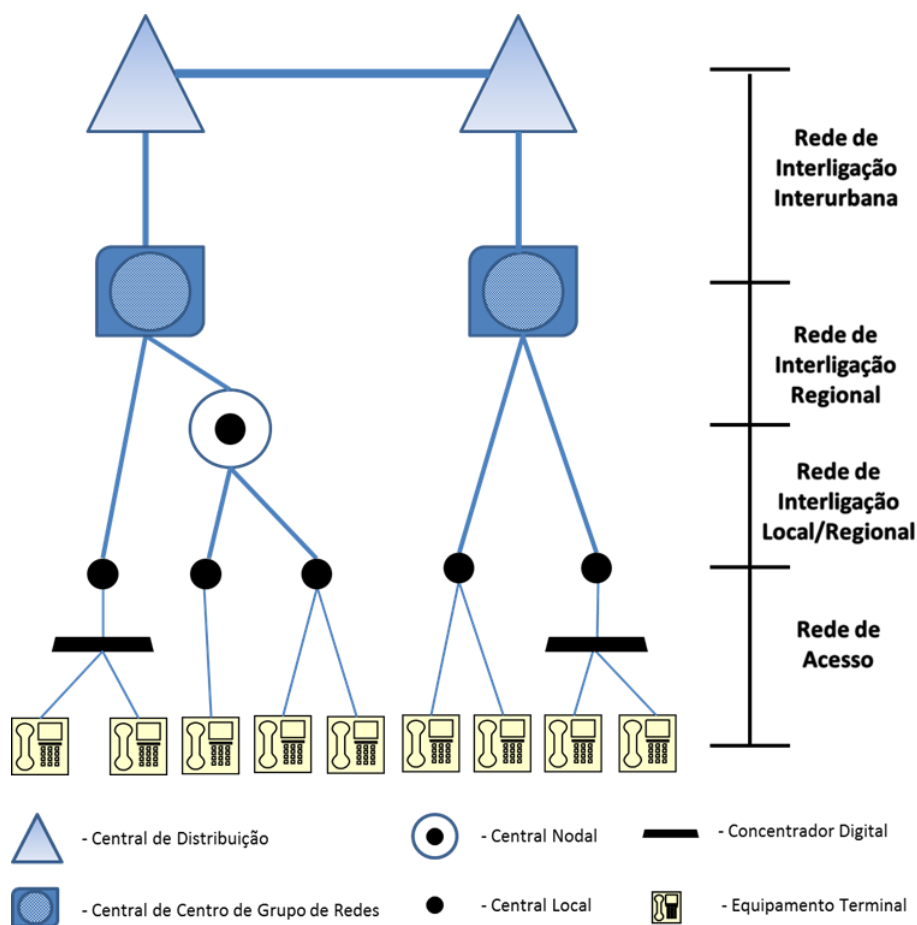 Rede de
Interligação
Interurbana
Rede de
Interligação
Regional
Rede de
Interligação
Local/Regional
Rede de
Acesso
- Central de Distribuição
- Central Nodal
- Concentrador Digital
- Central de Centro de Grupo de Redes
- Central Local
- Equipamento Terminal